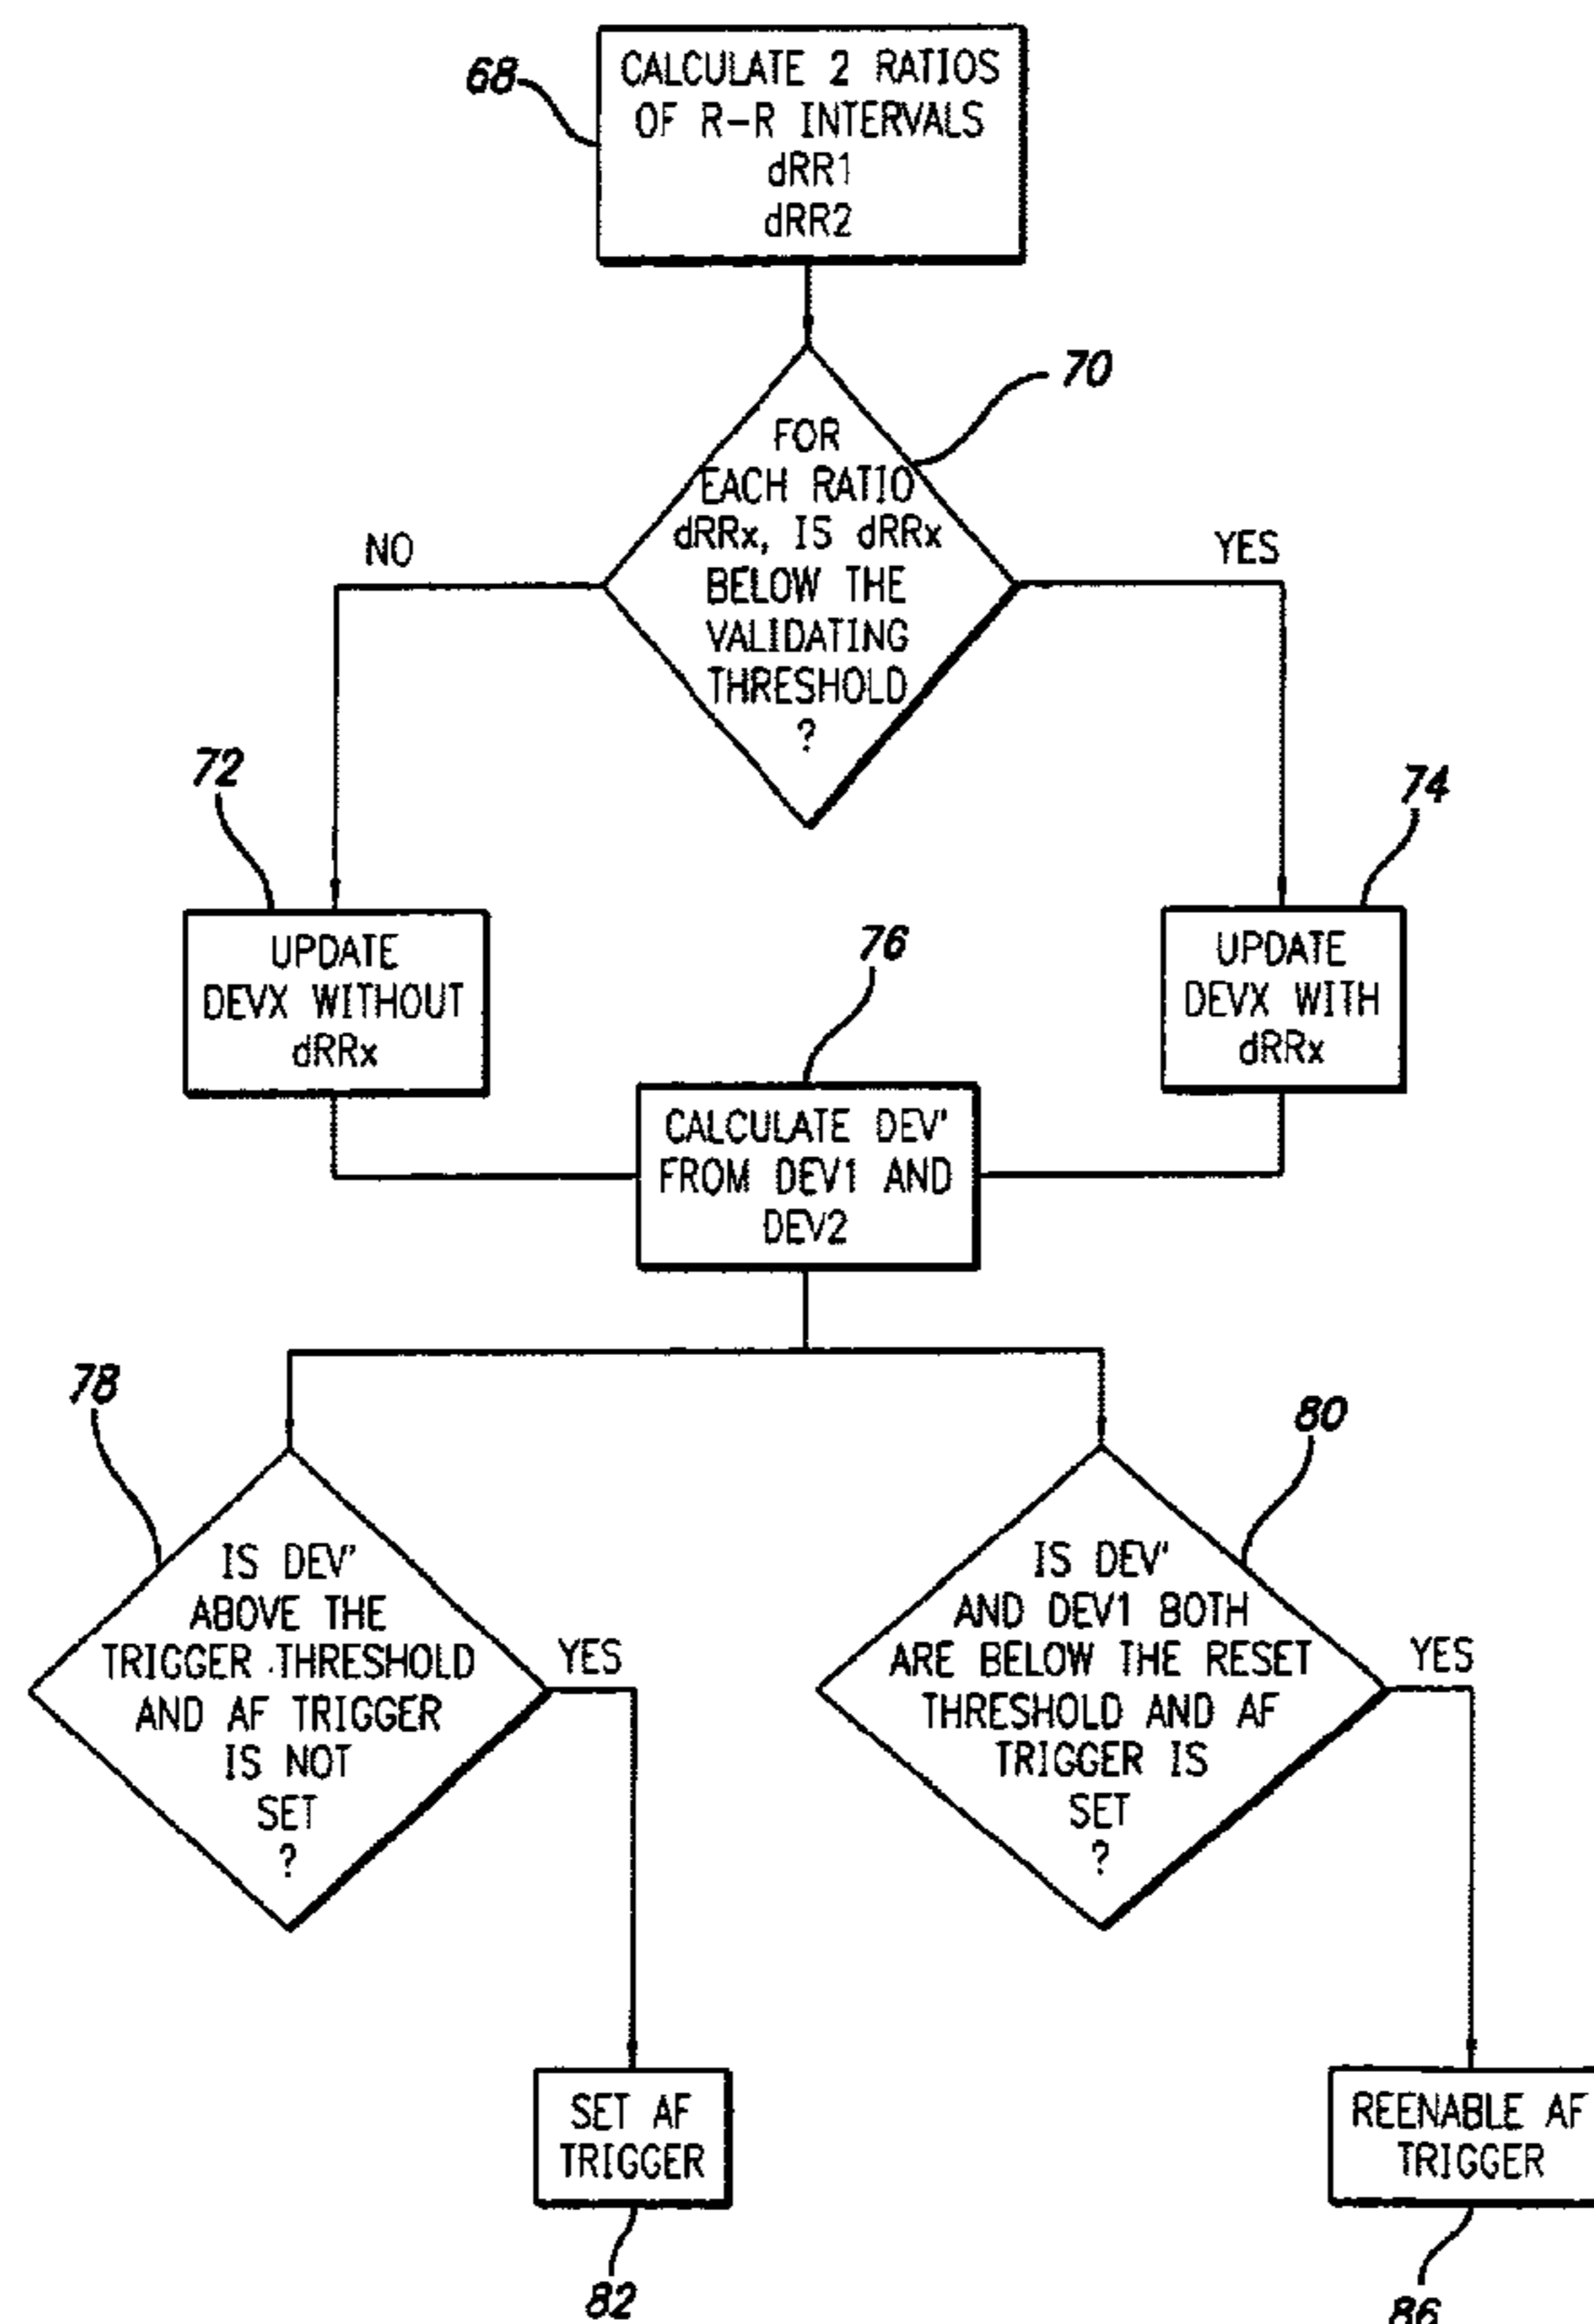 68
CALCULATE 2 RATIOS
OF R-R INTERVALS
dRR1
dRR2
70
FOR
EACH RATIO
dRRx, IS dRRx
BELOW THE
VALIDATING
THRESHOLD
?
NO
YES
72
UPDATE
DEVX WITHOUT
dRRx
74
UPDATE
DEVX WITH
dRRx
76
CALCULATE DEV"
FROM DEV1 AND
DEV2
78
IS DEV"
ABOVE THE
TRIGGER THRESHOLD
AND AF TRIGGER
IS NOT
SET
?
YES
80
IS DEV"
AND DEV1 BOTH
ARE BELOW THE RESET
THRESHOLD AND AF
TRIGGER IS
SET
?
YES
SET AF
TRIGGER
82
REENABLE AF
TRIGGER
86